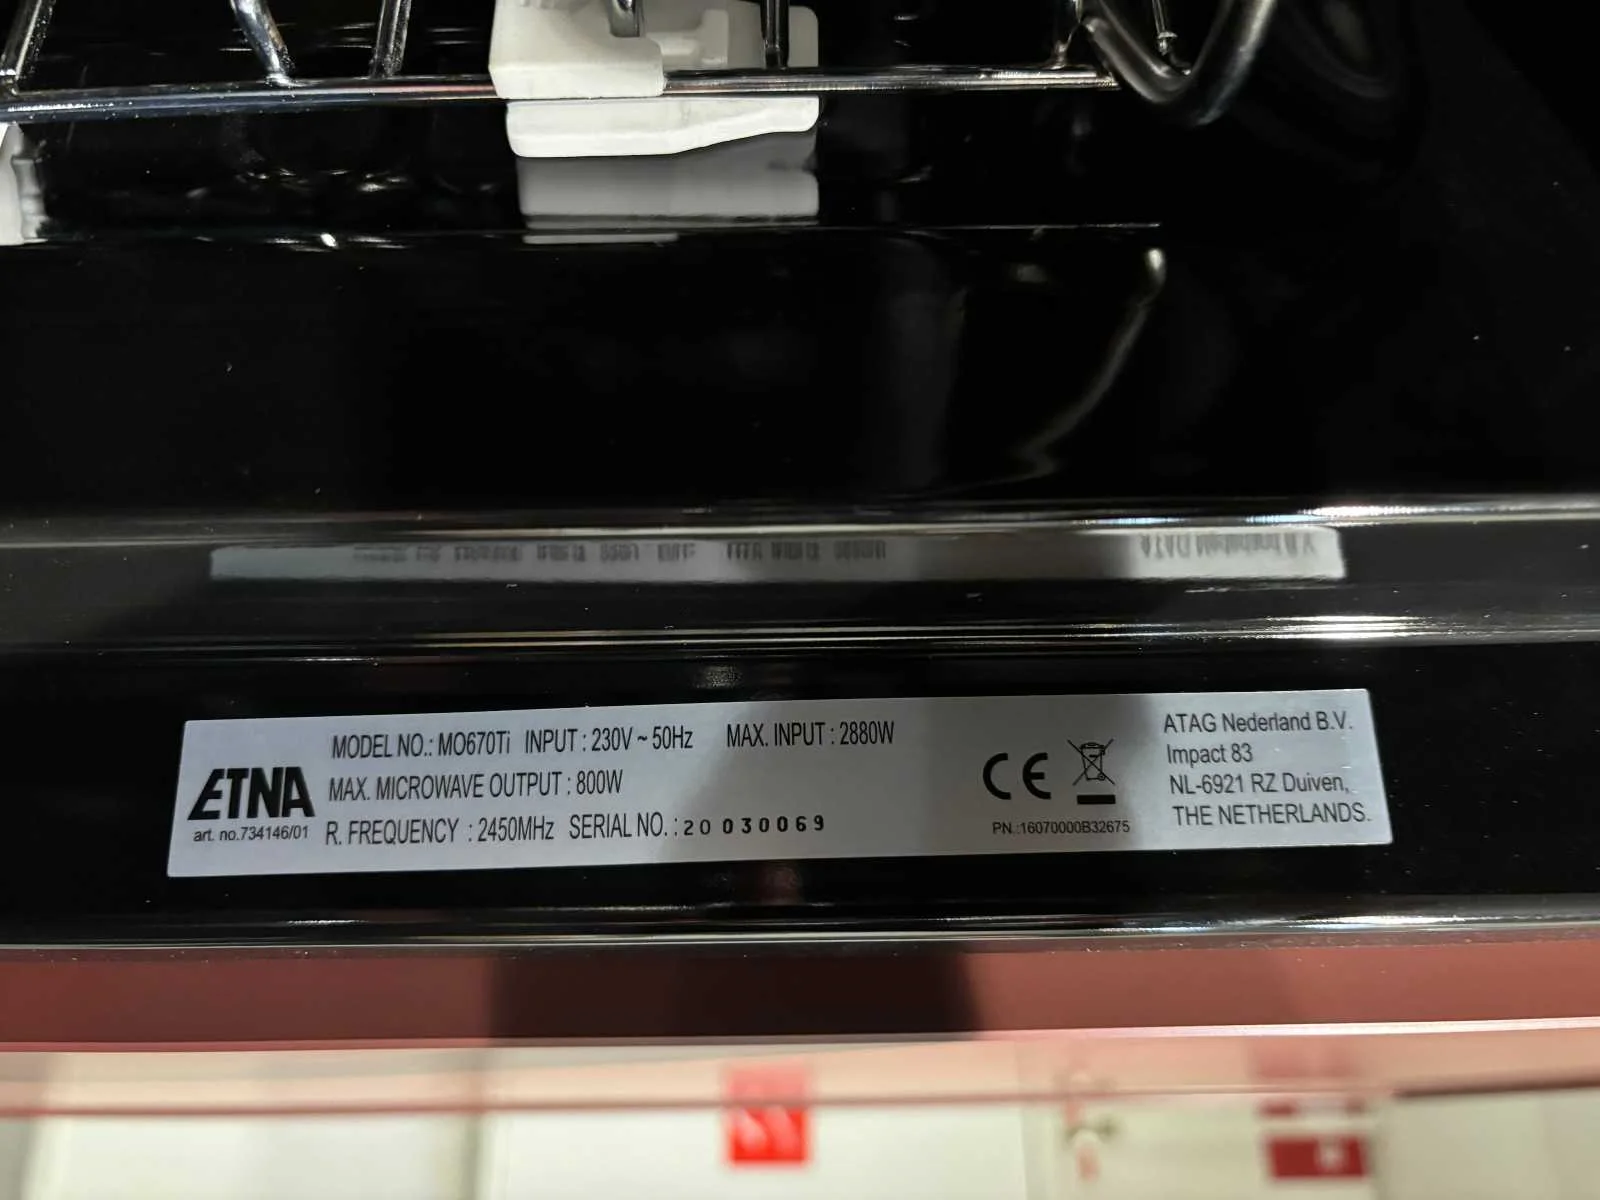 ETNA
art. no.734146/01
MODEL NO.: MO670Ti INPUT : 230V ~ 50Hz MAX. INPUT : 2880W
MAX. MICROWAVE OUTPUT : 800W
R. FREQUENCY : 2450MHz SERIAL NO. : 20 030069
CE
PN.:16070000B32675
ATAG Nederland B.V.
Impact 83
NL-6921 RZ Duiven,
THE NETHERLANDS.